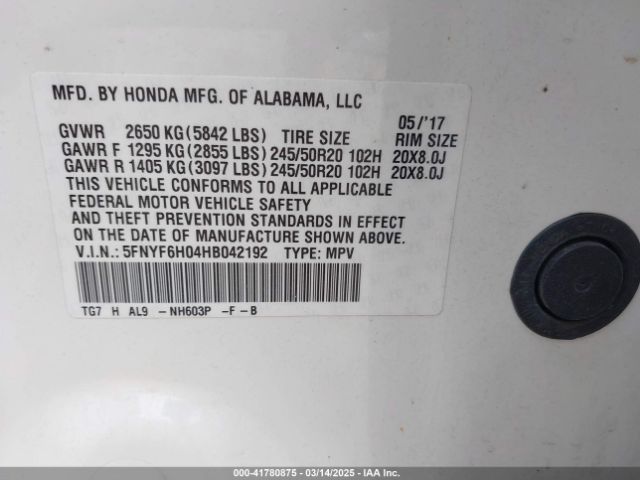 MFD. BY HONDA MFG. OF ALABAMA, LLC
05/'17
GVWR 2650 KG(5842 LBS) TIRE SIZE RIM SIZE
GAWR F 1295 KG(2855 LBS)245/50R20 102H 20X8.0J
GAWR R 1405 KG(3097 LBS)245/50R20 102H 20X8.0J
THIS VEHICLE CONFORMS TO ALL APPLICABLE
FEDERAL MOTOR VEHICLE SAFETY
AND THEFT PREVENTION STANDARDS IN EFFECT
ON THE DATE OF MANUFACTURE SHOWN ABOVE.
V.I.N.: 5FNYF6H04HB042192 TYPE: MPV
TG7 H AL9 -NH603P -F-B
000-41780875 - 03/14/2025 - IAA Inc.